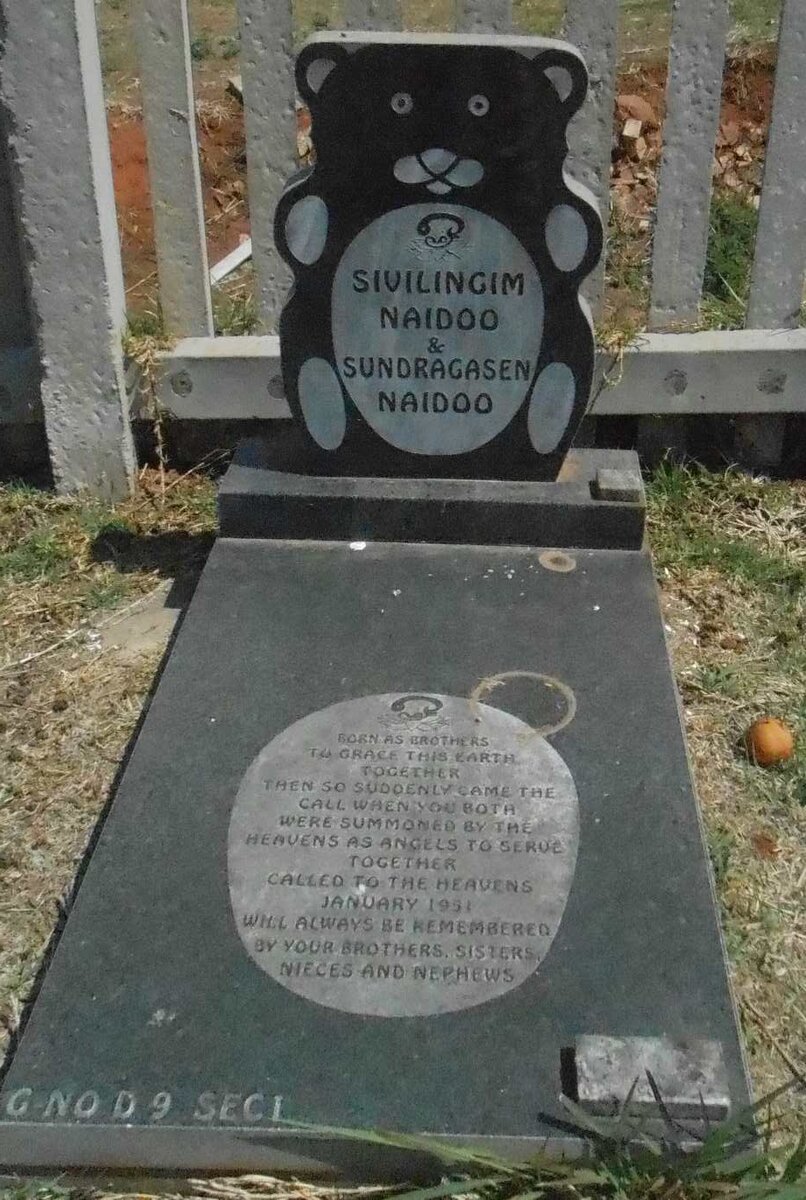 SIVILINGIM
NAIDOO
&
SUNDRAGASEN
NAIDOO
BORN AS BROTHERS
TO GRACE THIS EARTH
TOGETHER
THEN SO SUDDENLY CAME THE
CALL WHEN YOU BOTH
WERE SUMMONED BY THE
HEAVENS AS ANGELS TO SERVE
TOGETHER
CALLED TO THE HEAVENS
JANUARY 1951
WILL ALWAYS BE REMEMBERED
BY YOUR BROTHERS, SISTERS,
NIECES AND NEPHEWS
G-NO D 9 SEC 1